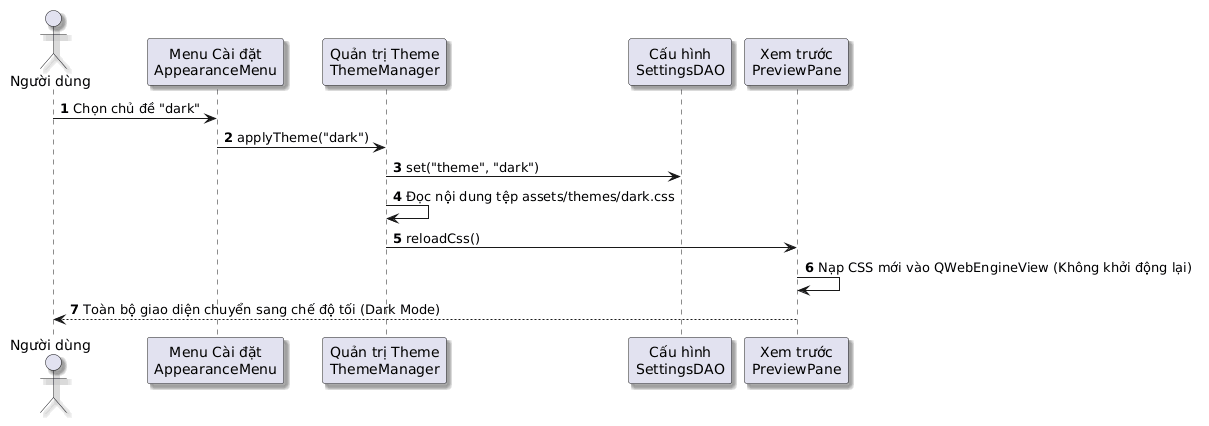 Người dùng
Menu Cài đặt
AppearanceMenu
Quản trị Theme
ThemeManager
Cấu hình
SettingsDAO
Xem trước
PreviewPane
1 Chọn chủ đề "dark"
2 applyTheme("dark")
3 set("theme", "dark")
4 Đọc nội dung tệp assets/themes/dark.css
5 reloadCss()
6 Nạp CSS mới vào QWebEngineView (Không khởi động lại)
7 Toàn bộ giao diện chuyển sang chế độ tối (Dark Mode)
Người dùng
Menu Cài đặt
AppearanceMenu
Quản trị Theme
ThemeManager
Cấu hình
SettingsDAO
Xem trước
PreviewPane